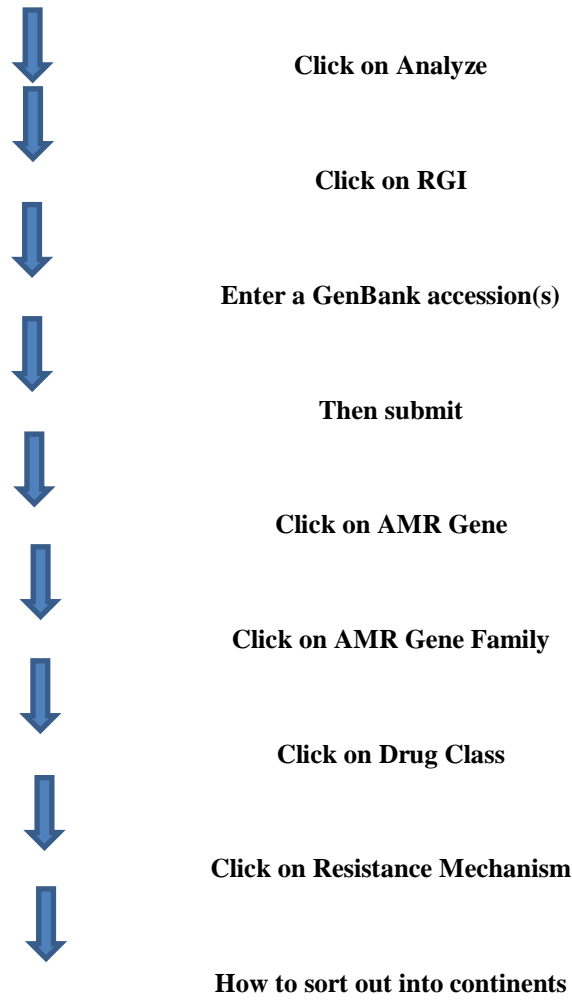 Click on Analyze
Click on RGI
Enter a GenBank accession(s)
Then submit
Click on AMR Gene
Click on AMR Gene Family
Click on Drug Class
Click on Resistance Mechanism
How to sort out into continents